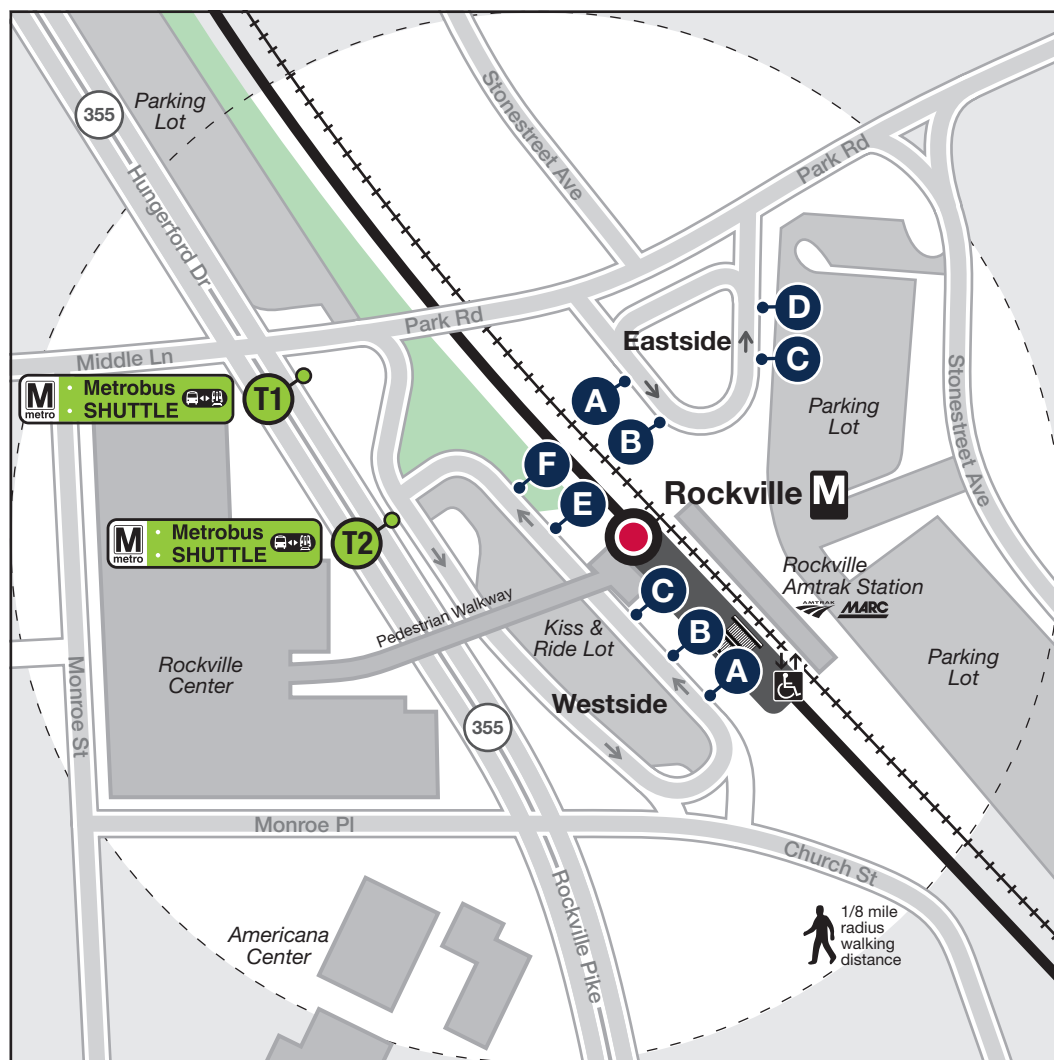 Parking
Lot
355
Hungerford Dr
Stonestreet Ave
Park Rd
Park Rd
Middle Ln
M
metro
· Metrobus
· SHUTTLE
T1
Eastside
D
C
A
B
Parking
Lot
Stonestreet Ave
F
E
Rockville M
M
metro
· Metrobus
· SHUTTLE
T2
Rockville
Amtrak Station
AMTRAK
MARC
Pedestrian Walkway
C
B
A
Kiss &
Ride Lot
Westside
Rockville
Center
Monroe St
355
Parking
Lot
Monroe Pl
Church St
Rockville Pike
Americana
Center
1/8 mile
radius
walking
distance